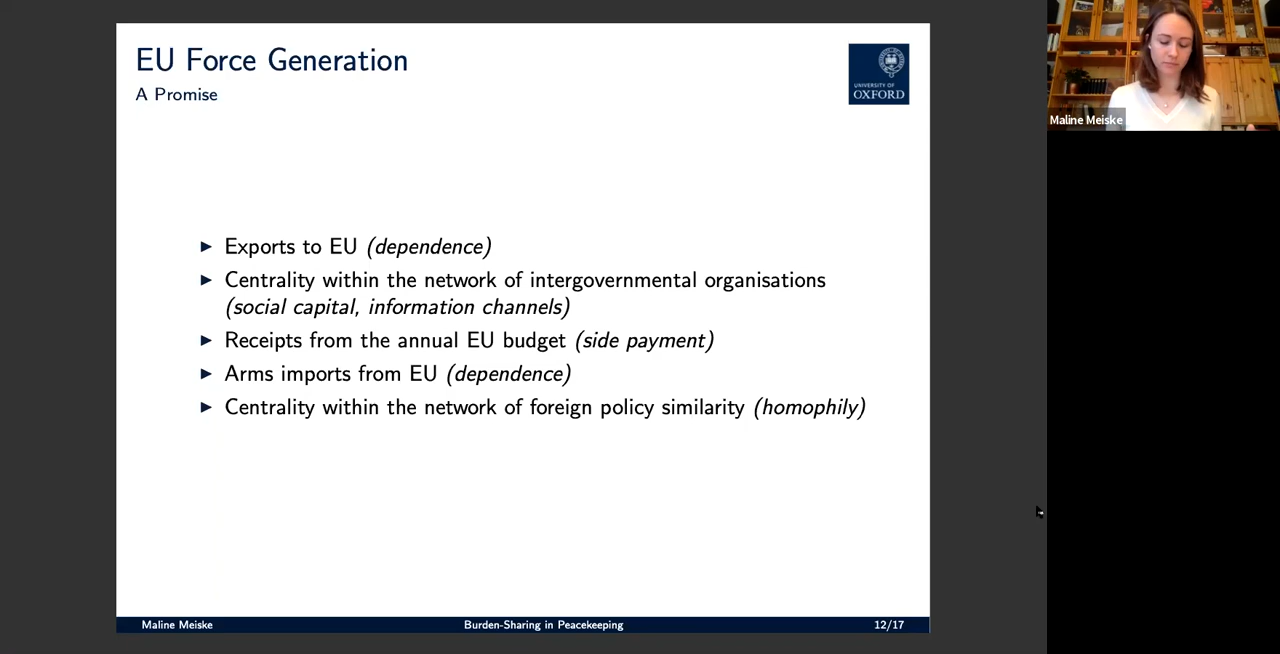 EU Force Generation
A Promise
UNIVERSITY OF
OXFORD
Maline Meiske
▶ Exports to EU (dependence)
▶ Centrality within the network of intergovernmental organisations
(social capital, information channels)
▶ Receipts from the annual EU budget (side payment)
▶ Arms imports from EU (dependence)
▶ Centrality within the network of foreign policy similarity (homophily)
Maline Meiske
Burden-Sharing in Peacekeeping
12/17